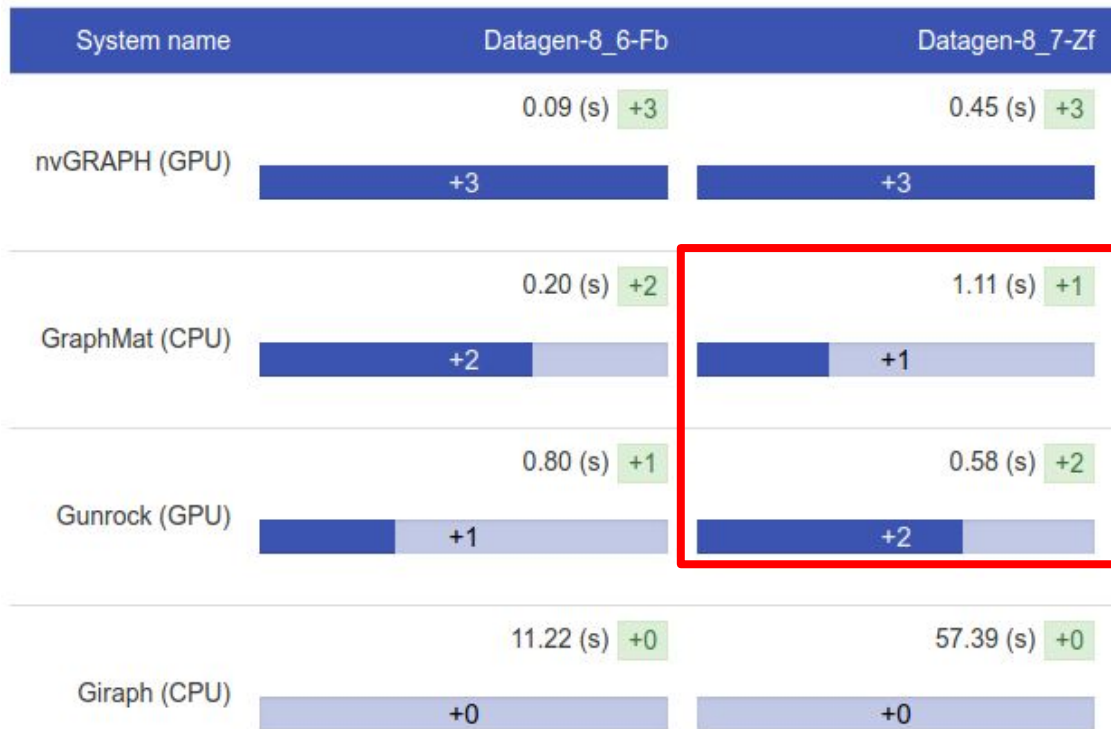 System name Datagen-8_6-Fb Datagen-8_7-Zf
0.09 (s) +3 0.45 (s) +3
nvGRAPH (GPU)
+3 +3
0.20 (s) +2 1.11 (s) +1
GraphMat (CPU)
+2 +1
0.80 (s) +1 0.58 (s) +2
Gunrock (GPU)
+1 +2
11.22 (s) +0 57.39 (s) +0
Giraph (CPU)
+0 +0